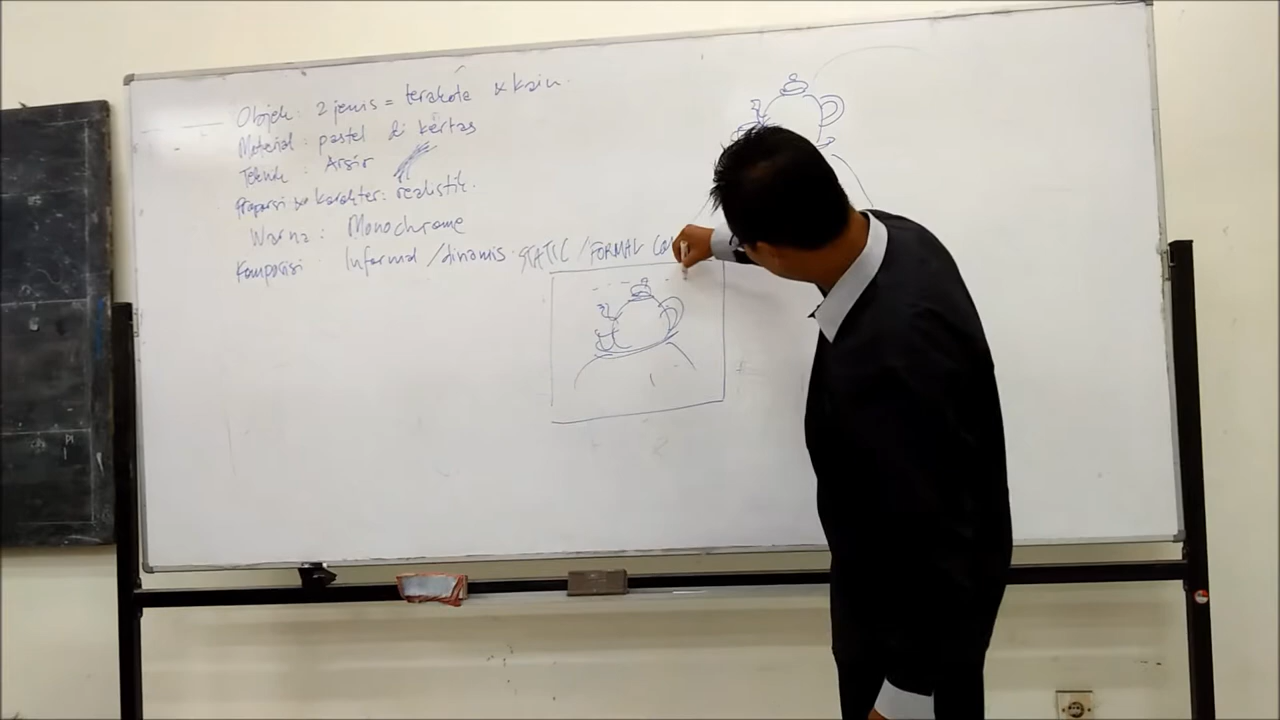 Objek : 2 jenis = terakota & kain
Material : pastel di kertas
Teknik : Arsir
Proporsi & karakter : realistik.
Warna : Monochrome
Komposisi Informal / dinamis. STATIC / FORMAL